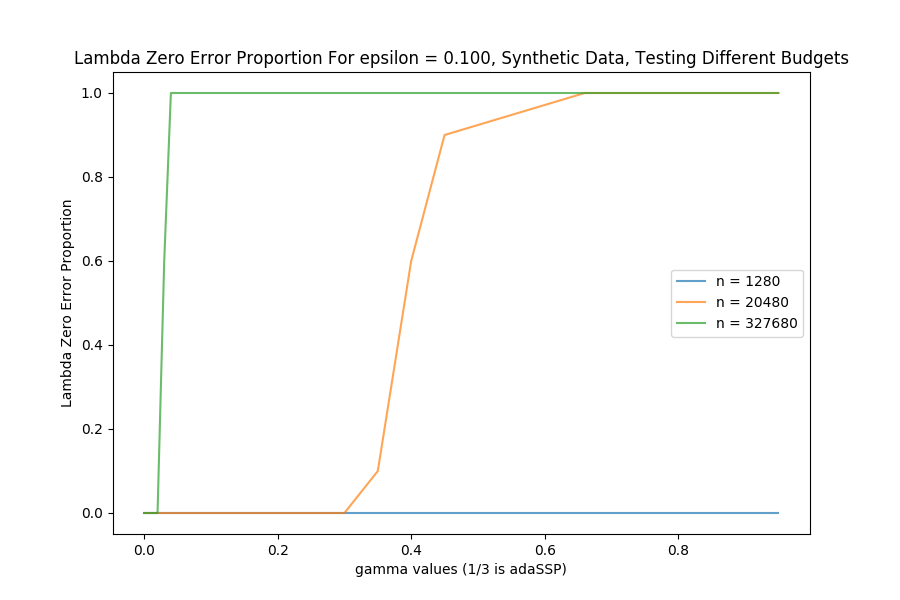 Lambda Zero Error Proportion For epsilon = 0.100, Synthetic Data, Testing Different Budgets
Lambda Zero Error Proportion
1.0
0.8
0.6
0.4
0.2
0.0
n = 1280
n = 20480
n = 327680
0.0 0.2 0.4 0.6 0.8
gamma values (1/3 is adaSSP)